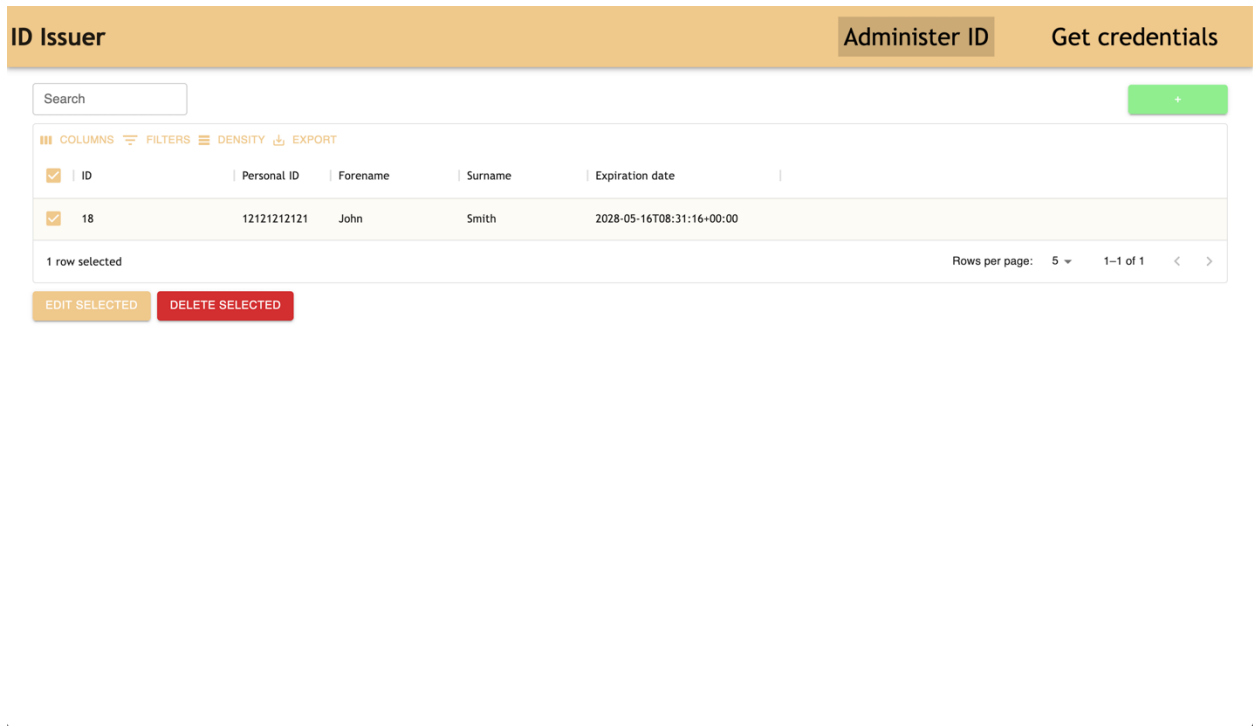 ID Issuer Administer ID Get credentials
Search +
COLUMNS FILTERS DENSITY EXPORT
ID Personal ID Forename Surname Expiration date
18 12121212121 John Smith 2028-05-16T08:31:16+00:00
1 row selected Rows per page: 5 1–1 of 1
EDIT SELECTED DELETE SELECTED